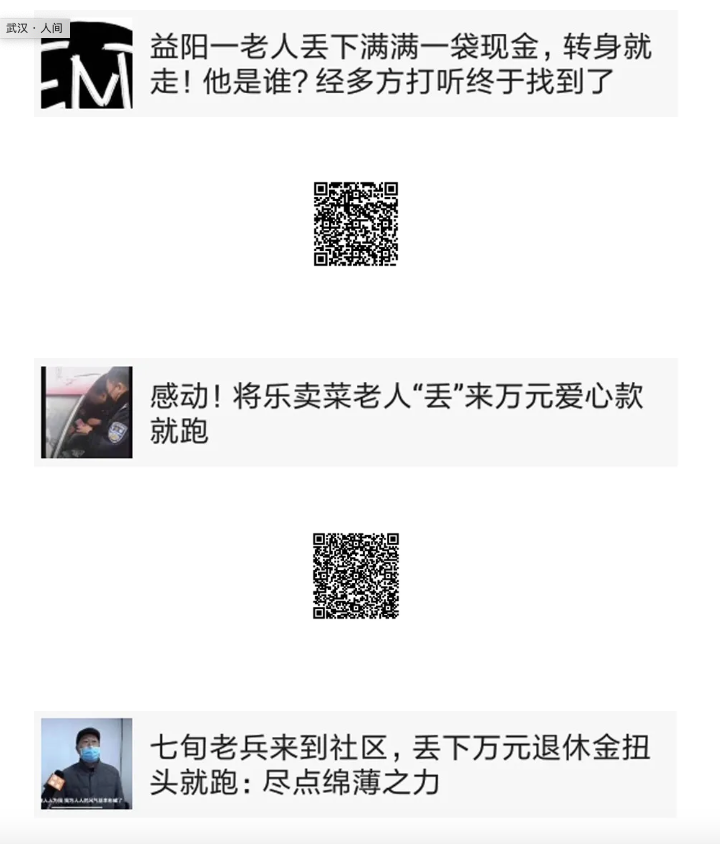 武汉 · 人间
益阳一老人丢下满满一袋现金，转身就
走！他是谁？经多方打听终于找到了
感动！将乐卖菜老人“丢”来万元爱心款
就跑
七旬老兵来到社区，丢下万元退休金扭
头就跑：尽点绵薄之力